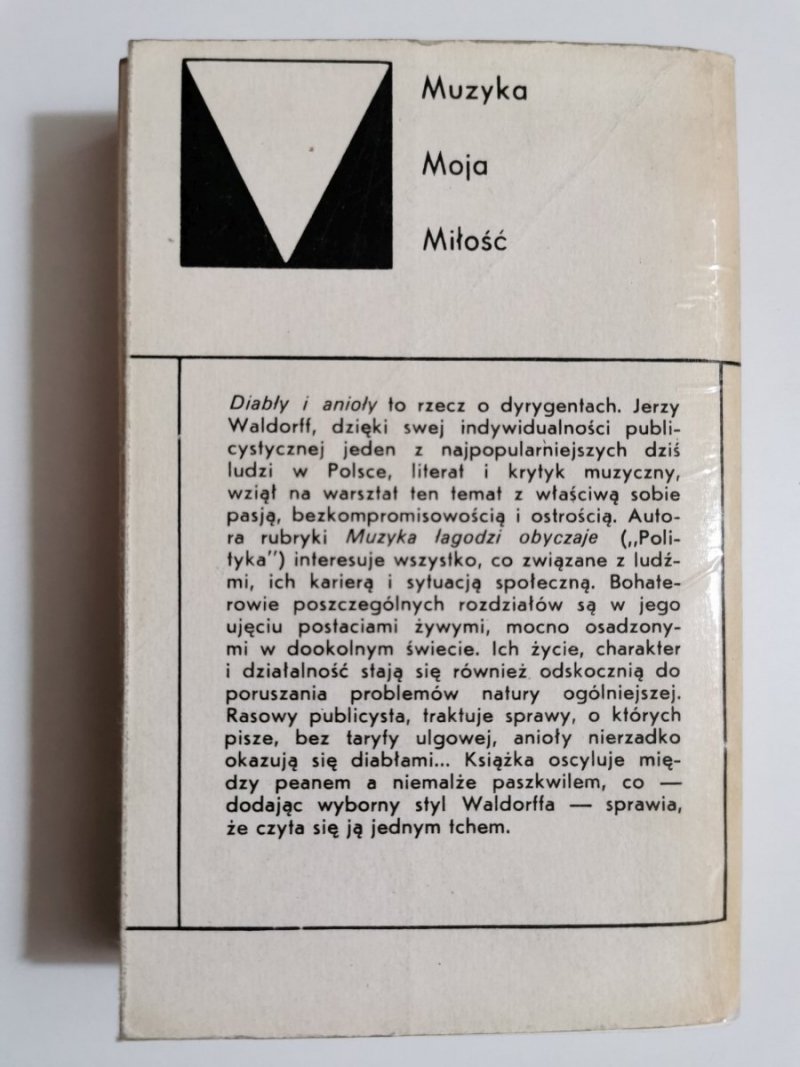 Muzyka
Moja
Miłość
Diabły i anioły to rzecz o dyrygentach. Jerzy
Waldorff, dzięki swej indywidualności publi-
cystycznej jeden z najpopularniejszych dziś
ludzi w Polsce, literat i krytyk muzyczny,
wziął na warsztat ten temat z właściwą sobie
pasją, bezkompromisowością i ostrością. Auto-
ra rubryki Muzyka łagodzi obyczaje („Poli-
tyka") interesuje wszystko, co związane z ludź-
mi, ich karierą i sytuacją społeczną. Bohate-
rowie poszczególnych rozdziałów są w jego
ujęciu postaciami żywymi, mocno osadzony-
mi w dookolnym świecie. Ich życie, charakter
i działalność stają się również odskocznią do
poruszania problemów natury ogólniejszej.
Rasowy publicysta, traktuje sprawy, o których
pisze, bez taryfy ulgowej, anioły nierzadko
okazują się diabłami... Książka oscyluje mię-
dzy peanem a niemalże paszkwilem, co —
dodając wyborny styl Waldorffa — sprawia,
że czyta się ją jednym tchem.